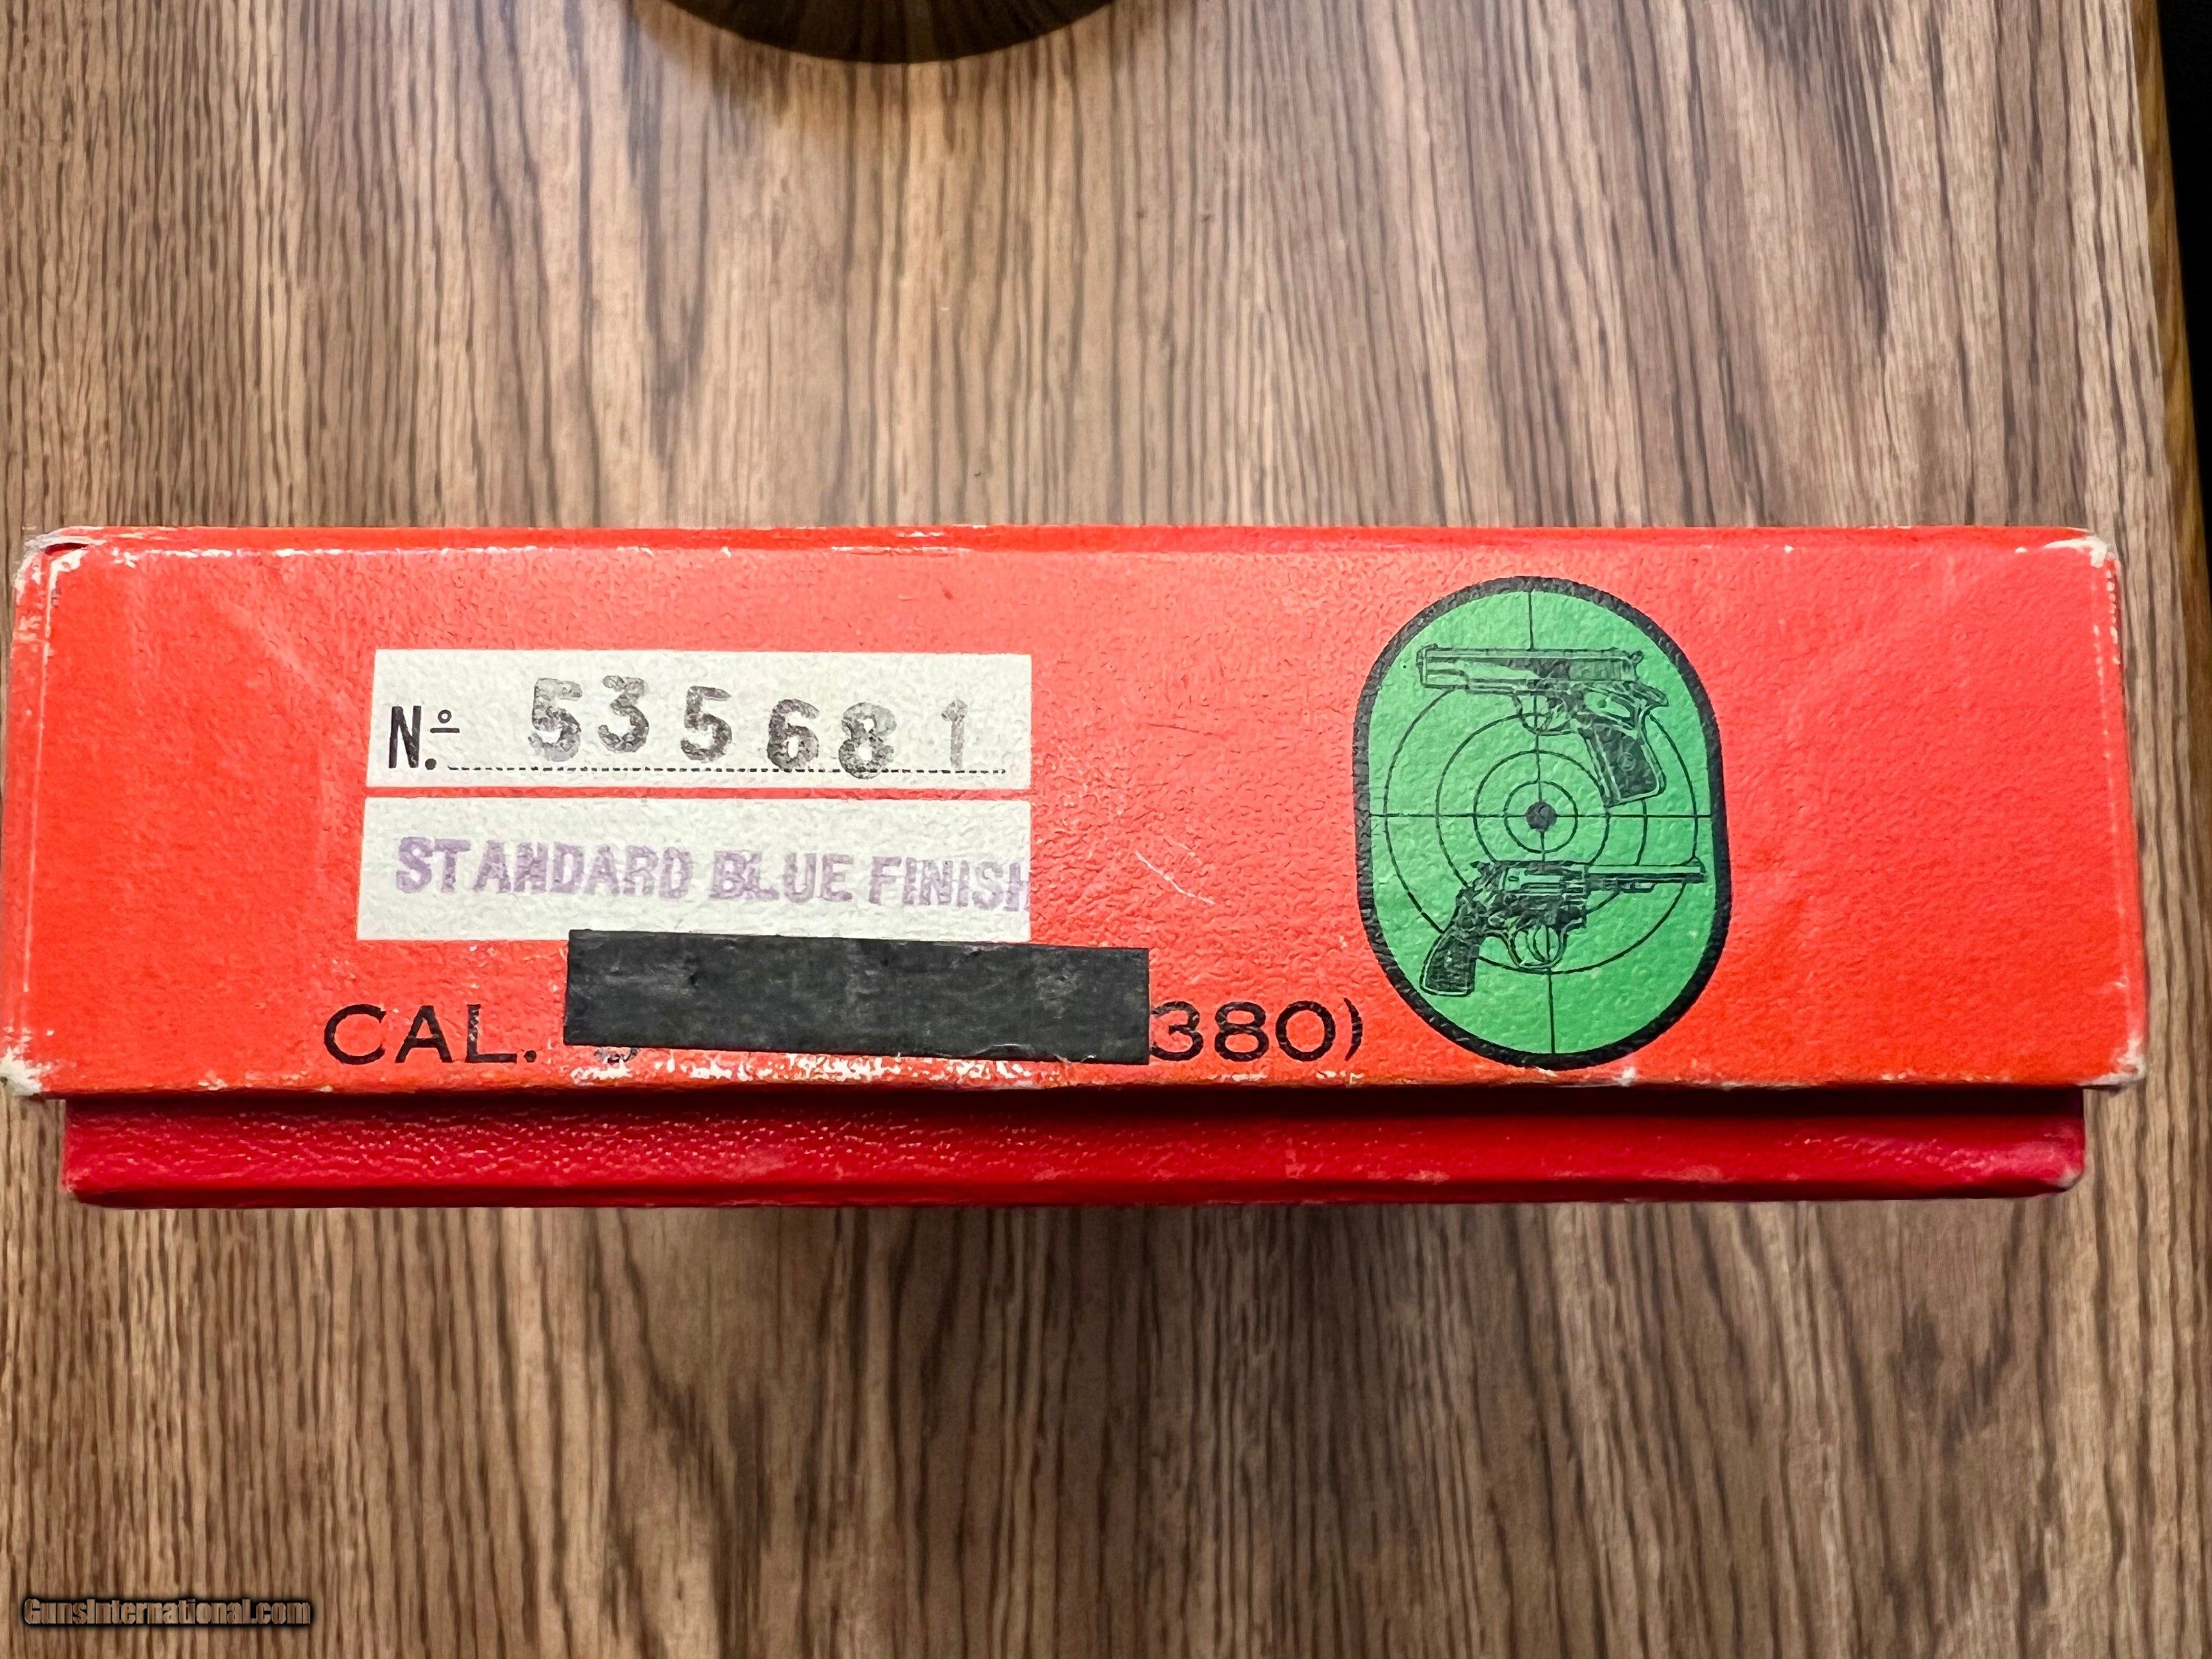 N.º 535681
STANDARD BLUE FINISH
CAL. 380)
GunsInternational.com